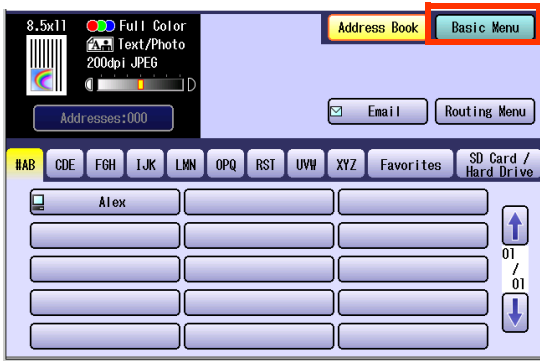 8.5x11 Full Color Address Book Basic Menu
A Text/Photo
200dpi JPEG
Addresses:000 Email Routing Menu
#AB CDE FGH IJK LMN OPQ RST UVW XYZ Favorites SD Card /
Hard Drive
Alex
01
/
01